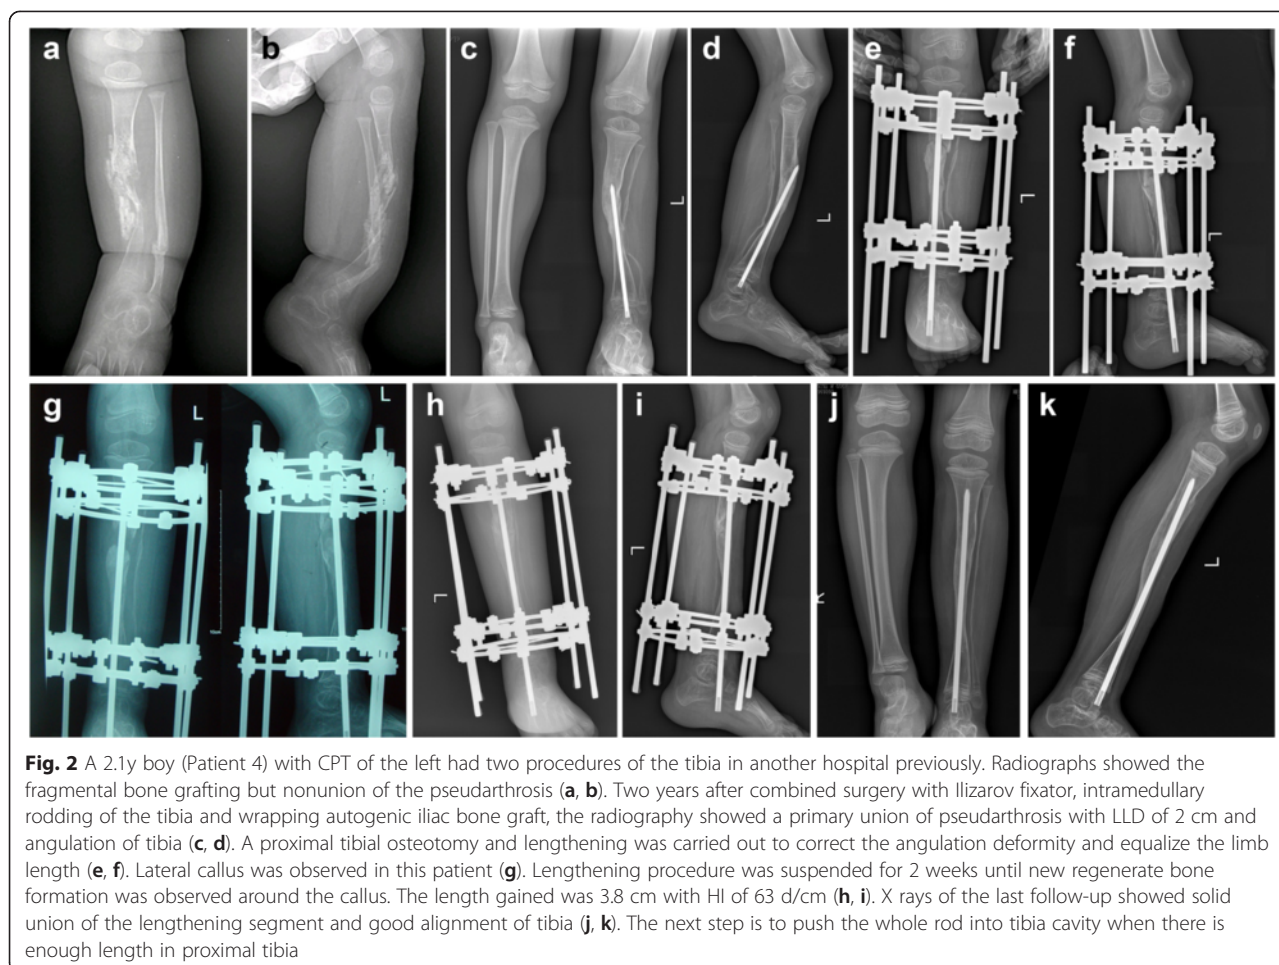 a
b
c
d
e
f
L
L
L
L
g
L
L
h
i
j
k
L
L
L
Fig. 2 A 2.1y boy (Patient 4) with CPT of the left had two procedures of the tibia in another hospital previously. Radiographs showed the
fragmental bone grafting but nonunion of the pseudarthrosis (a, b). Two years after combined surgery with Ilizarov fixator, intramedullary
rodding of the tibia and wrapping autogenic iliac bone graft, the radiography showed a primary union of pseudarthrosis with LLD of 2 cm and
angulation of tibia (c, d). A proximal tibial osteotomy and lengthening was carried out to correct the angulation deformity and equalize the limb
length (e, f). Lateral callus was observed in this patient (g). Lengthening procedure was suspended for 2 weeks until new regenerate bone
formation was observed around the callus. The length gained was 3.8 cm with HI of 63 d/cm (h, i). X rays of the last follow-up showed solid
union of the lengthening segment and good alignment of tibia (j, k). The next step is to push the whole rod into tibia cavity when there is
enough length in proximal tibia